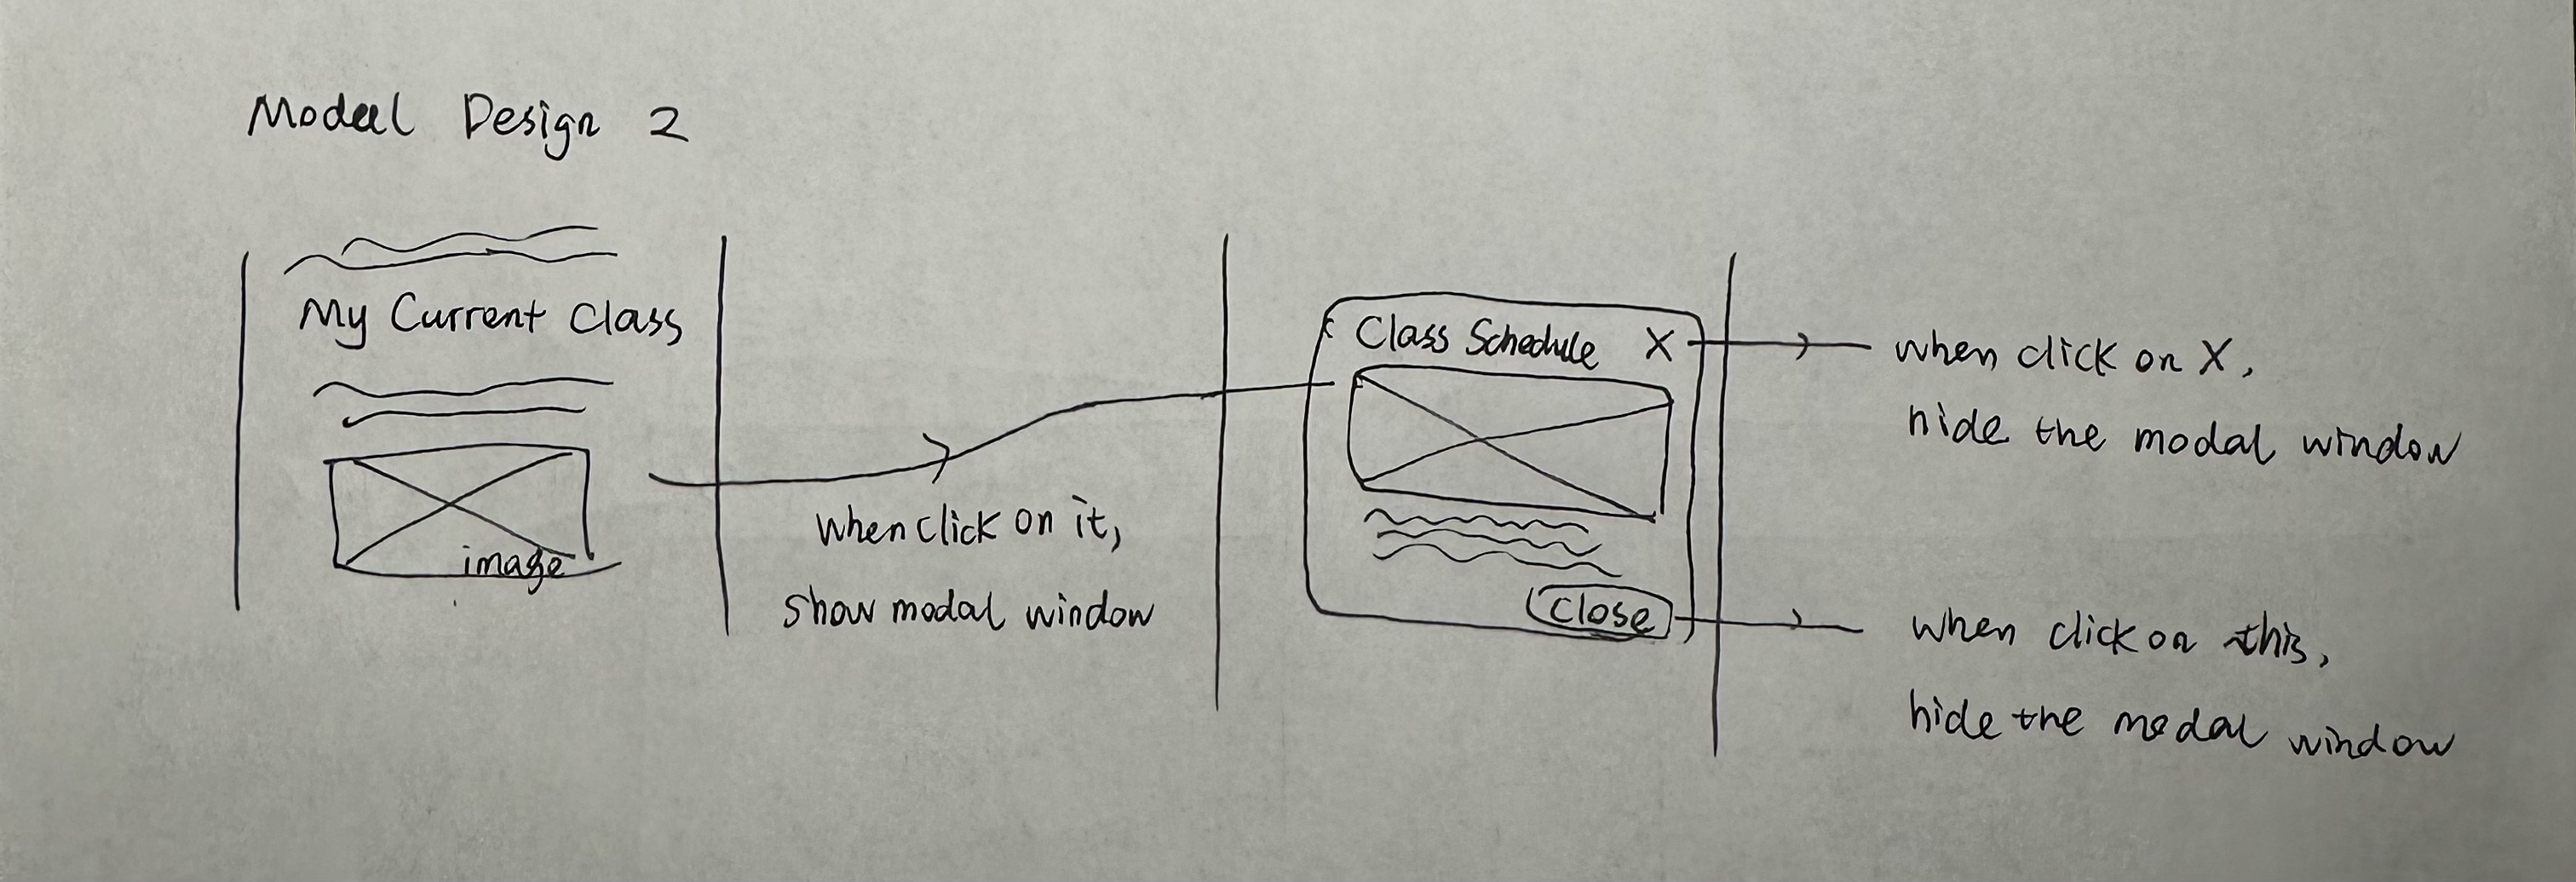 Modal Design 2
My Current Class
image
when click on it,
show modal window
Class Schedule X
Close
when click on X,
hide the modal window
when click on this,
hide the modal window